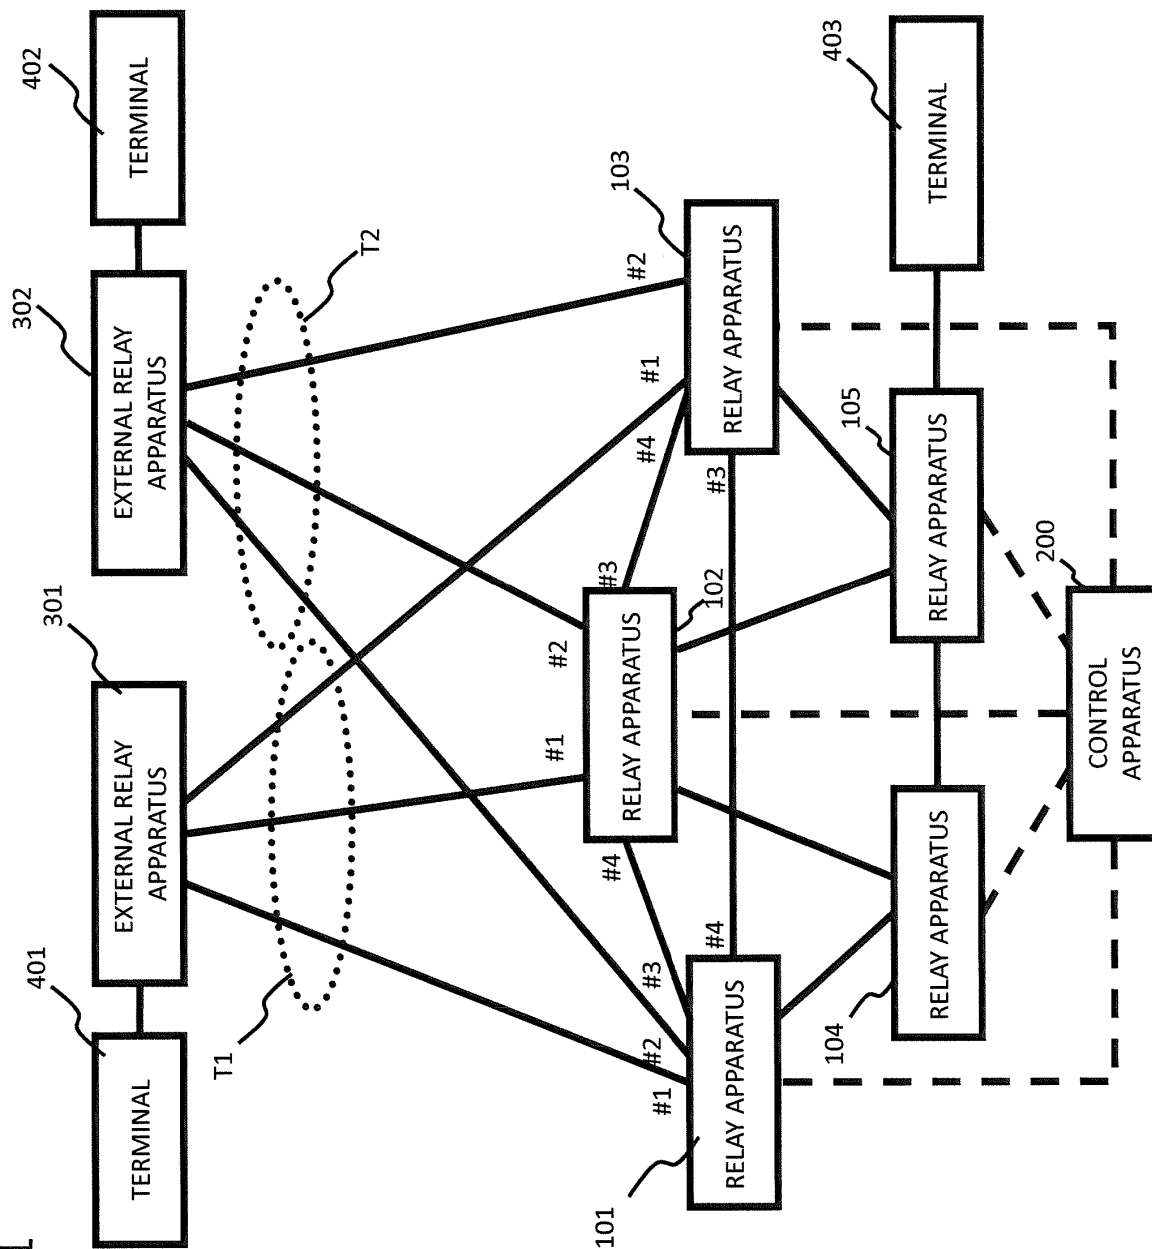 401
TERMINAL
301
EXTERNAL RELAY
APPARATUS
302
EXTERNAL RELAY
APPARATUS
402
TERMINAL
T1
T2
#1
#2
#3
#4
101
RELAY APPARATUS
#4
#1
#2
#3
102
RELAY APPARATUS
#3
#4
#1
#2
103
RELAY APPARATUS
104
RELAY APPARATUS
105
RELAY APPARATUS
403
TERMINAL
200
CONTROL
APPARATUS